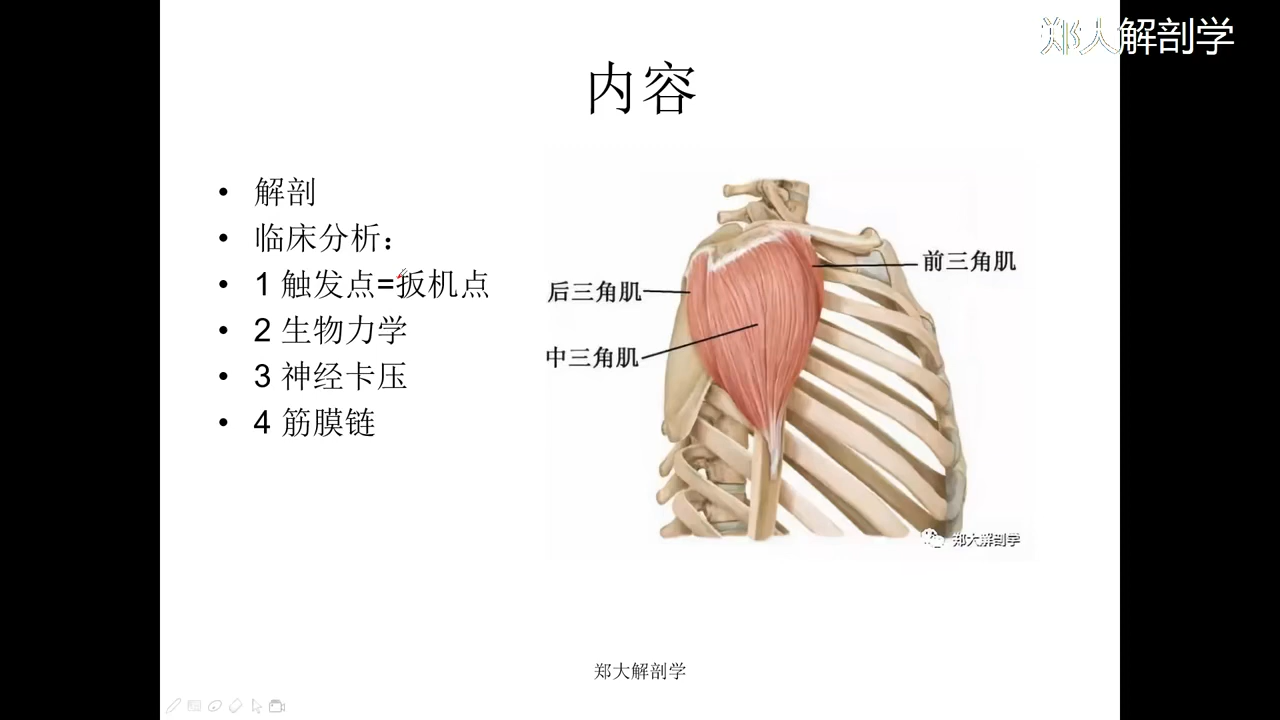 郑大解剖学
内容
• 解剖
• 临床分析：
• 1 触发点=扳机点
• 2 生物力学
• 3 神经卡压
• 4 筋膜链
前三角肌
后三角肌
中三角肌
郑大解剖学
郑大解剖学